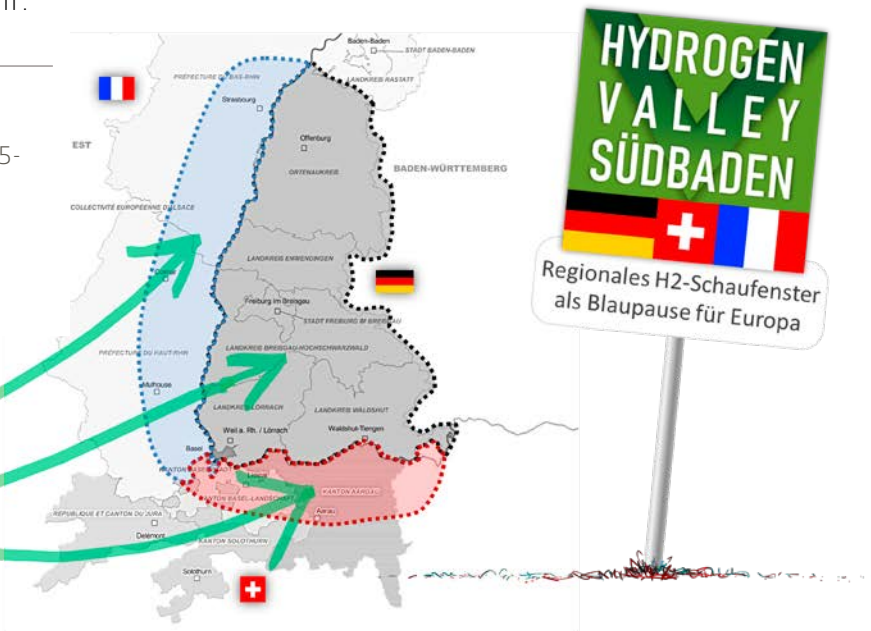 Baden-Baden
STADT BADEN-BADEN
LANDKREIS RASTATT
PRÉFECTURE DU BAS-RHIN
Strasbourg
Offenburg
EST
5-
ORTENAUKREIS
BADEN-WÜRTTEMBERG
COLLECTIVITÉ EUROPÉENNE D'ALSACE
LANDKREIS EMMENDINGEN
Colmar
Freiburg im Breisgau
STADT FREIBURG IM BREISGAU
PRÉFECTURE DU HAUT-RHIN
LANDKREIS BREISGAU-HOCHSCHWARZWALD
Mulhouse
LANDKREIS LÖRRACH
LANDKREIS WALDSHUT
Weil a. Rh. / Lörrach
Waldshut-Tiengen
Basel
KANTON BASEL-STADT
Liestal
KANTON AARGAU
KANTON BASEL-LANDSCHAFT
RÉPUBLIQUE ET CANTON DU JURA
Aarau
Delémont
KANTON SOLOTHURN
Solothurn
HYDROGEN
VALLEY
SÜDBADEN
Regionales H2-Schaufenster
als Blaupause für Europa